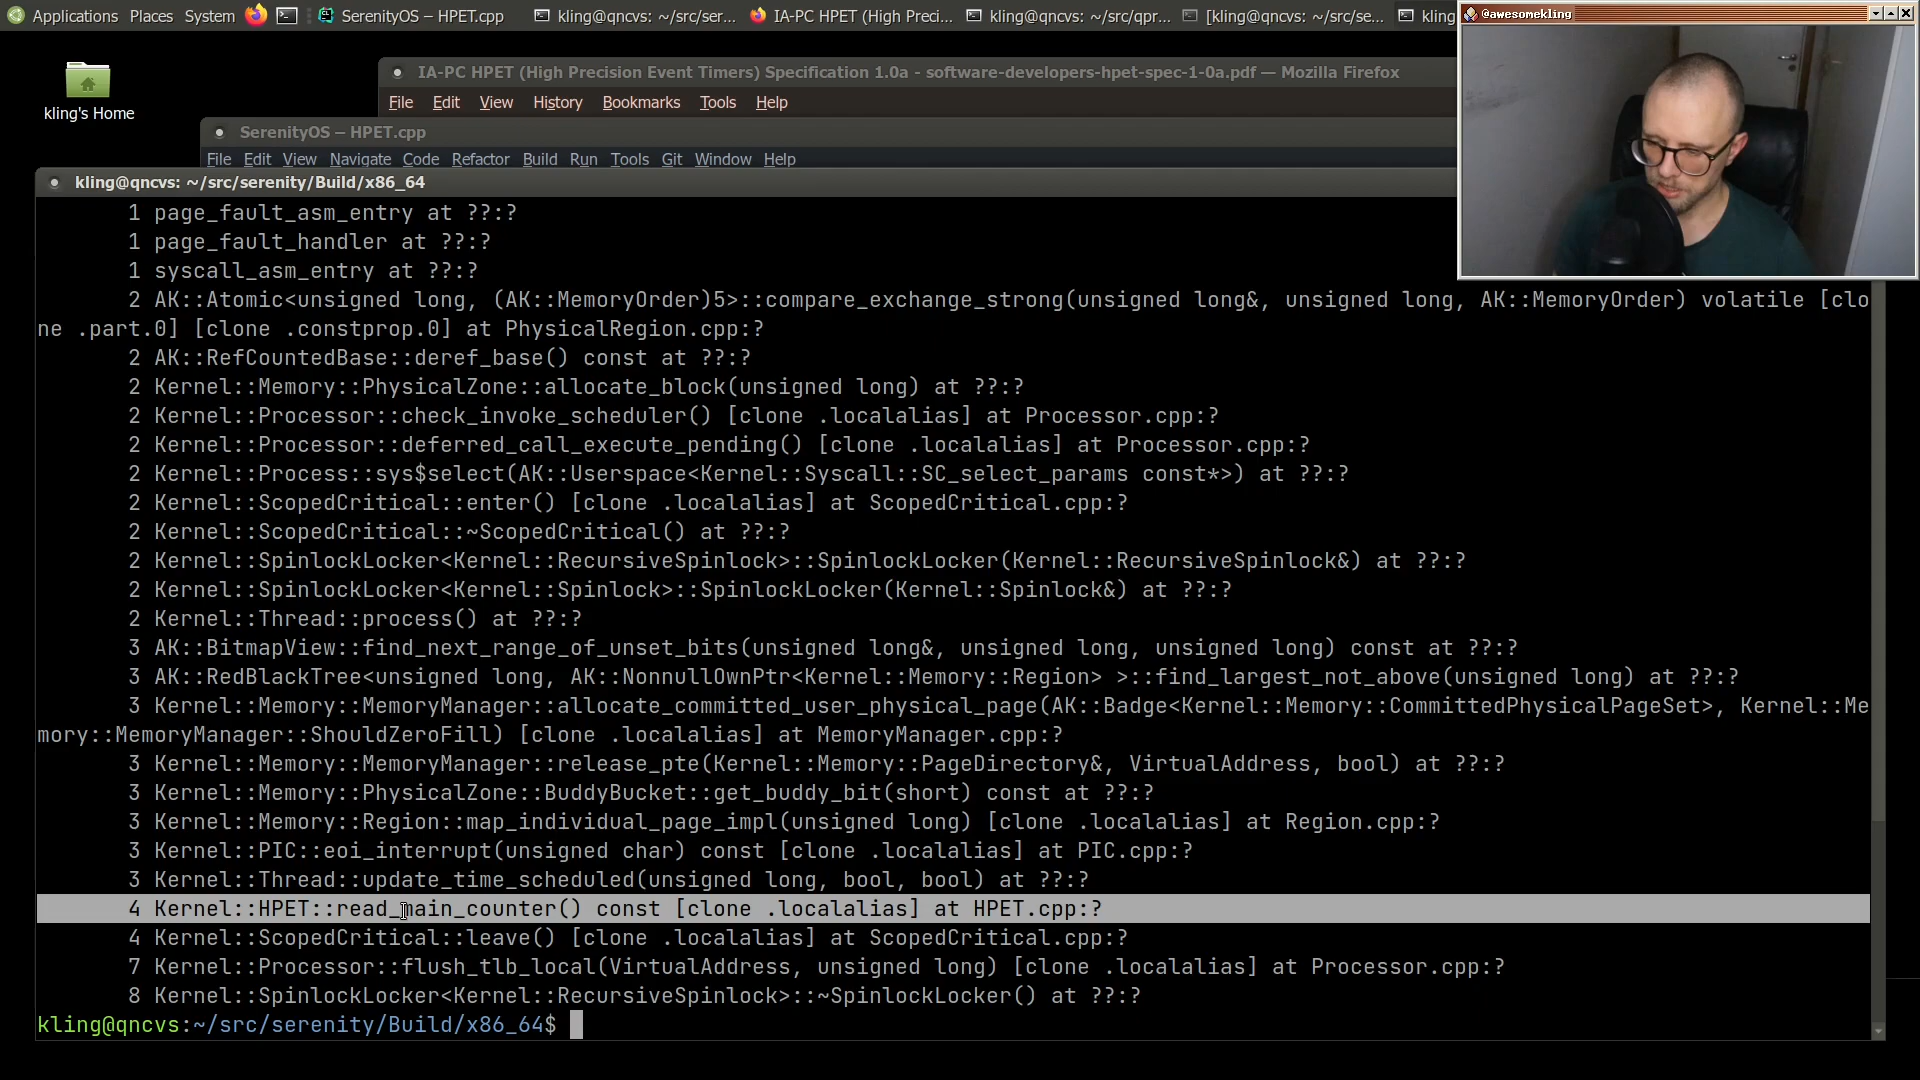 Applications Places System SerenityOS – HPET.cpp kling@qncvs: ~/src/ser... IA-PC HPET (High Preci... kling@qncvs: ~/src/qpr... [kling@qncvs: ~/src/se... kling
@awesomekling
kling's Home
IA-PC HPET (High Precision Event Timers) Specification 1.0a - software-developers-hpet-spec-1-0a.pdf — Mozilla Firefox
File Edit View History Bookmarks Tools Help
SerenityOS – HPET.cpp
File Edit View Navigate Code Refactor Build Run Tools Git Window Help
kling@qncvs: ~/src/serenity/Build/x86_64
1 page_fault_asm_entry at ??:?
1 page_fault_handler at ??:?
1 syscall_asm_entry at ??:?
2 AK::Atomic<unsigned long, (AK::MemoryOrder)5>::compare_exchange_strong(unsigned long&, unsigned long, AK::MemoryOrder) volatile [clo
ne .part.0] [clone .constprop.0] at PhysicalRegion.cpp:?
2 AK::RefCountedBase::deref_base() const at ??:?
2 Kernel::Memory::PhysicalZone::allocate_block(unsigned long) at ??:?
2 Kernel::Processor::check_invoke_scheduler() [clone .localalias] at Processor.cpp:?
2 Kernel::Processor::deferred_call_execute_pending() [clone .localalias] at Processor.cpp:?
2 Kernel::Process::sys$select(AK::Userspace<Kernel::Syscall::SC_select_params const*>) at ??:?
2 Kernel::ScopedCritical::enter() [clone .localalias] at ScopedCritical.cpp:?
2 Kernel::ScopedCritical::~ScopedCritical() at ??:?
2 Kernel::SpinlockLocker<Kernel::RecursiveSpinlock>::SpinlockLocker(Kernel::RecursiveSpinlock&) at ??:?
2 Kernel::SpinlockLocker<Kernel::Spinlock>::SpinlockLocker(Kernel::Spinlock&) at ??:?
2 Kernel::Thread::process() at ??:?
3 AK::BitmapView::find_next_range_of_unset_bits(unsigned long&, unsigned long, unsigned long) const at ??:?
3 AK::RedBlackTree<unsigned long, AK::NonnullOwnPtr<Kernel::Memory::Region> >::find_largest_not_above(unsigned long) at ??:?
3 Kernel::Memory::MemoryManager::allocate_committed_user_physical_page(AK::Badge<Kernel::Memory::CommittedPhysicalPageSet>, Kernel::Me
mory::MemoryManager::ShouldZeroFill) [clone .localalias] at MemoryManager.cpp:?
3 Kernel::Memory::MemoryManager::release_pte(Kernel::Memory::PageDirectory&, VirtualAddress, bool) at ??:?
3 Kernel::Memory::PhysicalZone::BuddyBucket::get_buddy_bit(short) const at ??:?
3 Kernel::Memory::Region::map_individual_page_impl(unsigned long) [clone .localalias] at Region.cpp:?
3 Kernel::PIC::eoi_interrupt(unsigned char) const [clone .localalias] at PIC.cpp:?
3 Kernel::Thread::update_time_scheduled(unsigned long, bool, bool) at ??:?
4 Kernel::HPET::read_main_counter() const [clone .localalias] at HPET.cpp:?
4 Kernel::ScopedCritical::leave() [clone .localalias] at ScopedCritical.cpp:?
7 Kernel::Processor::flush_tlb_local(VirtualAddress, unsigned long) [clone .localalias] at Processor.cpp:?
8 Kernel::SpinlockLocker<Kernel::RecursiveSpinlock>::~SpinlockLocker() at ??:?
kling@qncvs:~/src/serenity/Build/x86_64$